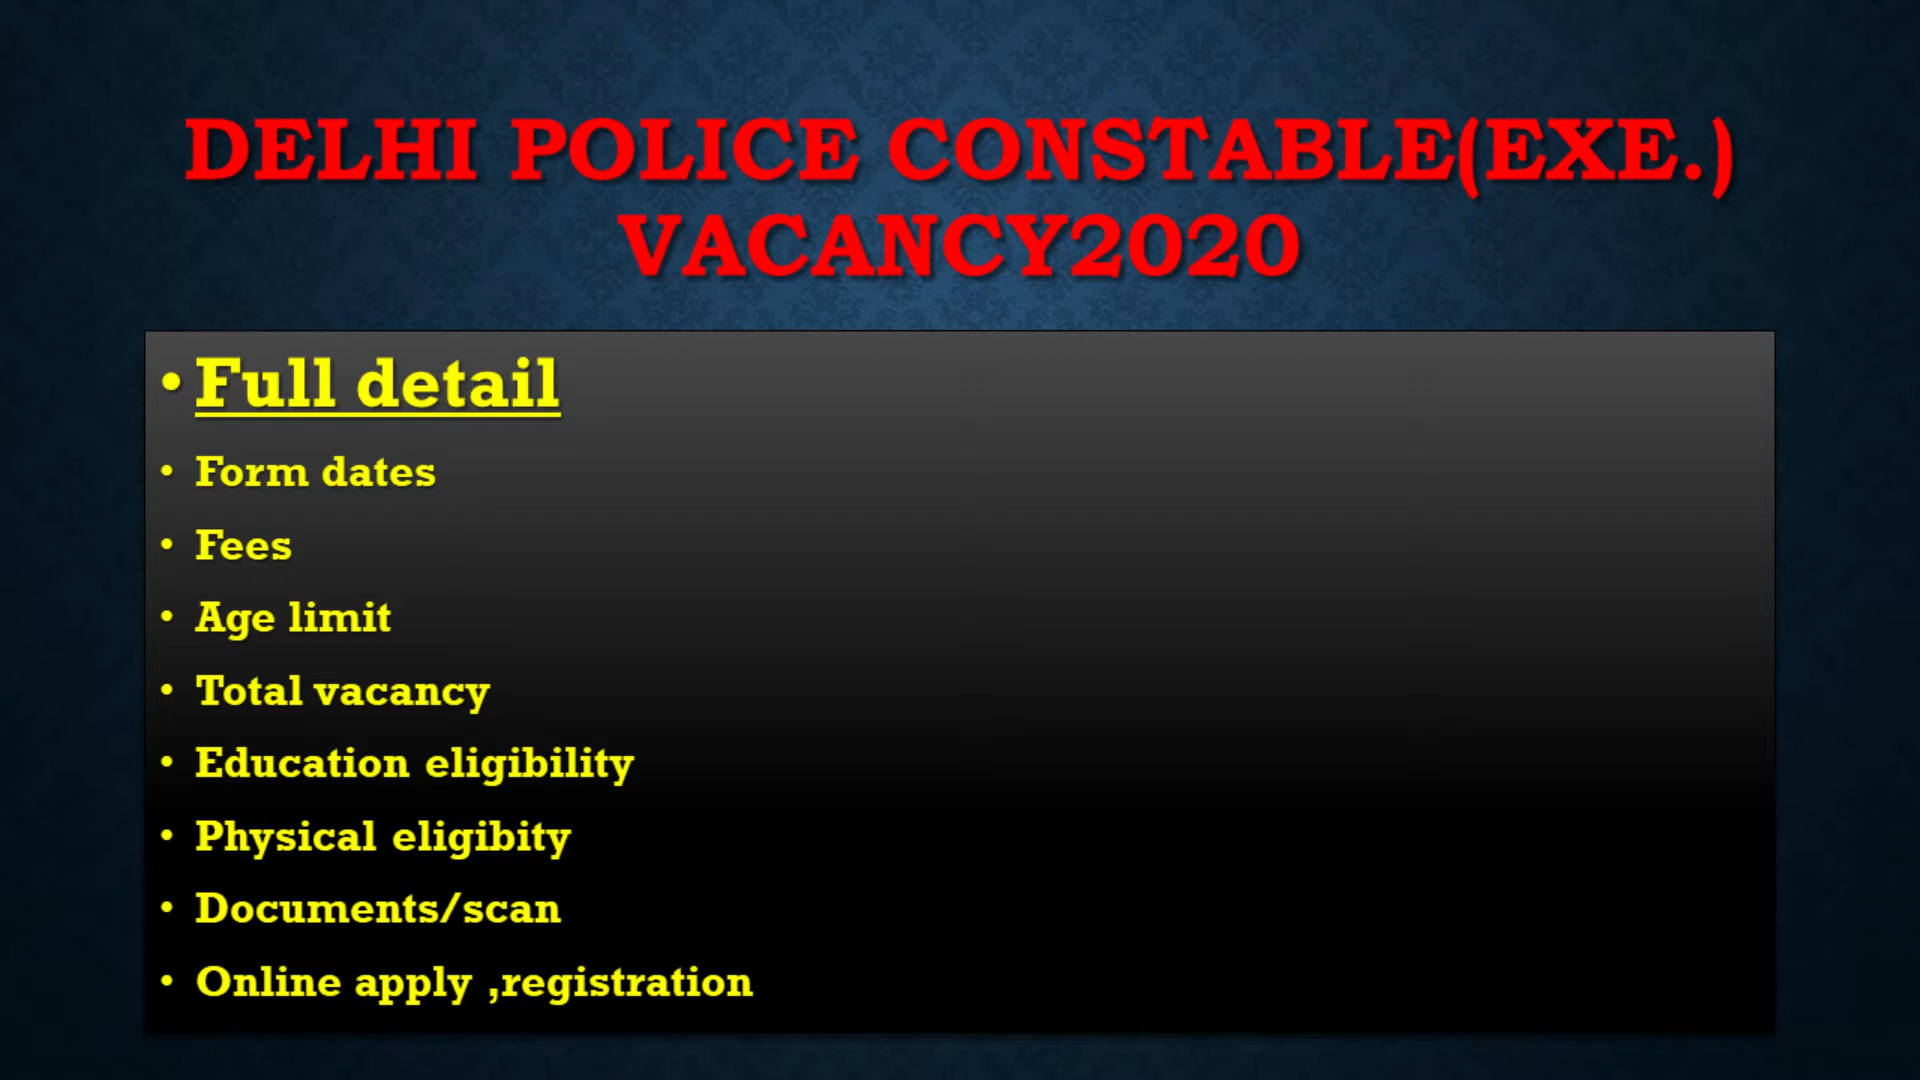 DELHI POLICE CONSTABLE(EXE.)
VACANCY2020
• Full detail
• Form dates
• Fees
• Age limit
• Total vacancy
• Education eligibility
• Physical eligibity
• Documents/scan
• Online apply ,registration